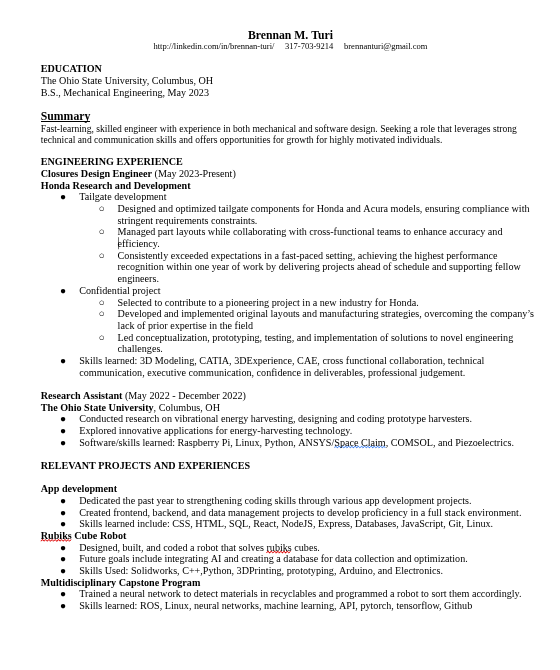 Brennan M. Turi
http://linkedin.com/in/brennan-turi/ 317-703-9214 brennanturi@gmail.com
EDUCATION
The Ohio State University, Columbus, OH
B.S., Mechanical Engineering, May 2023
Summary
Fast-learning, skilled engineer with experience in both mechanical and software design. Seeking a role that leverages strong
technical and communication skills and offers opportunities for growth for highly motivated individuals.
ENGINEERING EXPERIENCE
Closures Design Engineer (May 2023-Present)
Honda Research and Development
● Tailgate development
○ Designed and optimized tailgate components for Honda and Acura models, ensuring compliance with
stringent requirements constraints.
○ Managed part layouts while collaborating with cross-functional teams to enhance accuracy and
efficiency.
○ Consistently exceeded expectations in a fast-paced setting, achieving the highest performance
recognition within one year of work by delivering projects ahead of schedule and supporting fellow
engineers.
● Confidential project
○ Selected to contribute to a pioneering project in a new industry for Honda.
○ Developed and implemented original layouts and manufacturing strategies, overcoming the company's
lack of prior expertise in the field
○ Led conceptualization, prototyping, testing, and implementation of solutions to novel engineering
challenges.
● Skills learned: 3D Modeling, CATIA, 3DExperience, CAE, cross functional collaboration, technical
communication, executive communication, confidence in deliverables, professional judgement.
Research Assistant (May 2022 - December 2022)
The Ohio State University, Columbus, OH
● Conducted research on vibrational energy harvesting, designing and coding prototype harvesters.
● Explored innovative applications for energy-harvesting technology.
● Software/skills learned: Raspberry Pi, Linux, Python, ANSYS/Space Claim, COMSOL, and Piezoelectrics.
RELEVANT PROJECTS AND EXPERIENCES
App development
● Dedicated the past year to strengthening coding skills through various app development projects.
● Created frontend, backend, and data management projects to develop proficiency in a full stack environment.
● Skills learned include: CSS, HTML, SQL, React, NodeJS, Express, Databases, JavaScript, Git, Linux.
Rubiks Cube Robot
● Designed, built, and coded a robot that solves rubiks cubes.
● Future goals include integrating AI and creating a database for data collection and optimization.
● Skills Used: Solidworks, C++,Python, 3DPrinting, prototyping, Arduino, and Electronics.
Multidisciplinary Capstone Program
● Trained a neural network to detect materials in recyclables and programmed a robot to sort them accordingly.
● Skills learned: ROS, Linux, neural networks, machine learning, API, pytorch, tensorflow, Github